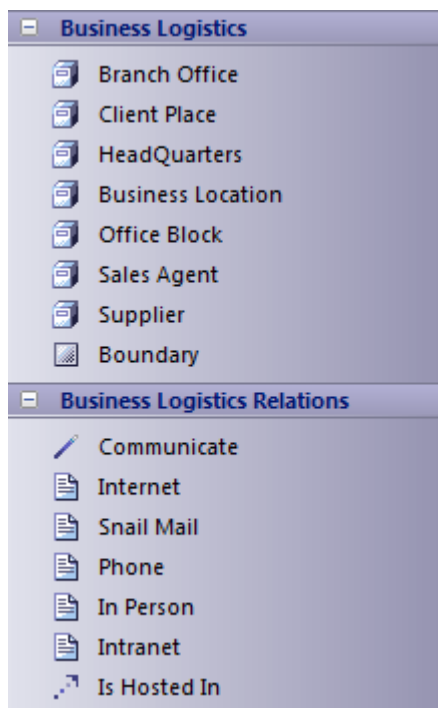 Business Logistics
Branch Office
Client Place
HeadQuarters
Business Location
Office Block
Sales Agent
Supplier
Boundary
Business Logistics Relations
Communicate
Internet
Snail Mail
Phone
In Person
Intranet
Is Hosted In